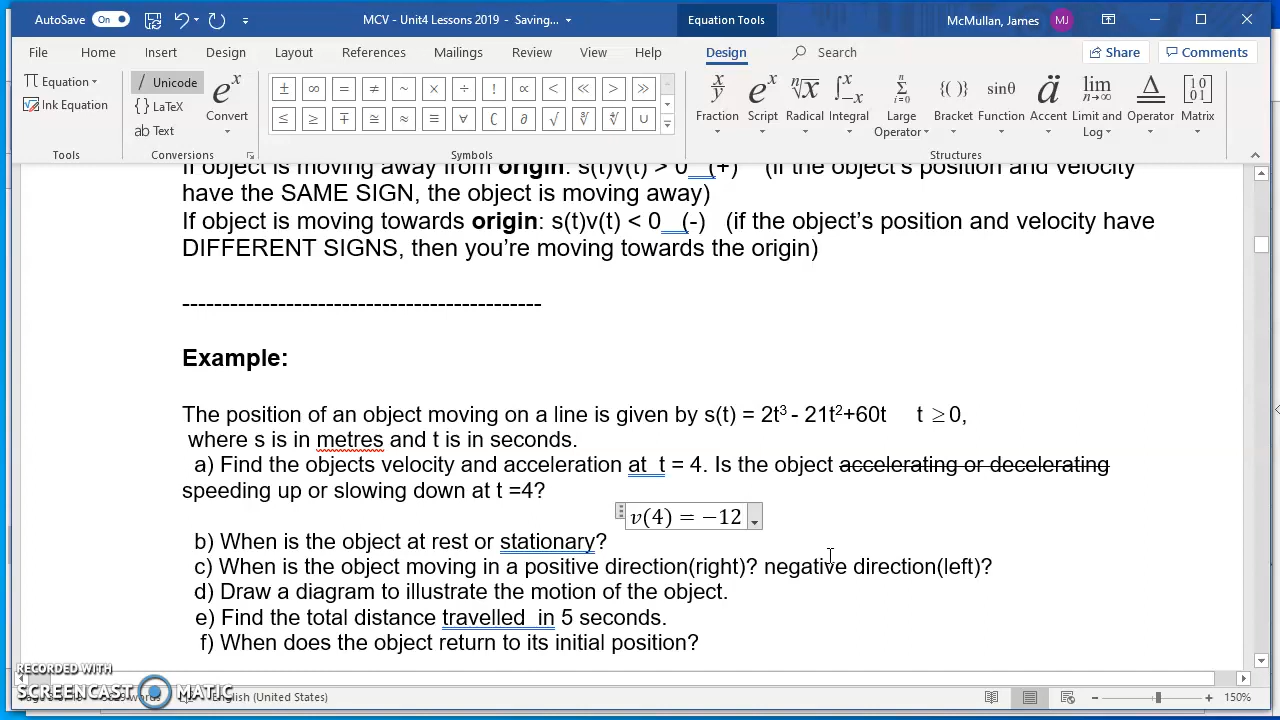 AutoSave On MCV - Unit4 Lessons 2019 - Saving... Equation Tools McMullan, James MJ
File Home Insert Design Layout References Mailings Review View Help Design Search Share Comments
Equation Unicode
Ink Equation LaTeX
Text
Convert
± ∞ = ≠ ~ × ÷ ! ∝ < ≪ > ≫
≤ ≥ ∓ ≅ ≈ ≡ ∀ ∁ ∂ √ ∛ ∜ ∪
Fraction Script Radical Integral Large Operator Bracket Function Accent Limit and Log Operator Matrix
Tools Conversions Symbols Structures
If object is moving away from origin: s(t)v(t) > 0 (+) (if the object's position and velocity
have the SAME SIGN, the object is moving away)
If object is moving towards origin: s(t)v(t) < 0 (-) (if the object's position and velocity have
DIFFERENT SIGNS, then you're moving towards the origin)
---------------------------------------------
Example:
The position of an object moving on a line is given by s(t) = 2t³ - 21t²+60t t ≥0,
where s is in metres and t is in seconds.
a) Find the objects velocity and acceleration at t = 4. Is the object accelerating or decelerating
speeding up or slowing down at t =4?
v(4) = −12
b) When is the object at rest or stationary?
c) When is the object moving in a positive direction(right)? negative direction(left)?
d) Draw a diagram to illustrate the motion of the object.
e) Find the total distance travelled in 5 seconds.
f) When does the object return to its initial position?
RECORDED WITH
SCREENCAST MATIC
words English (United States) 150%